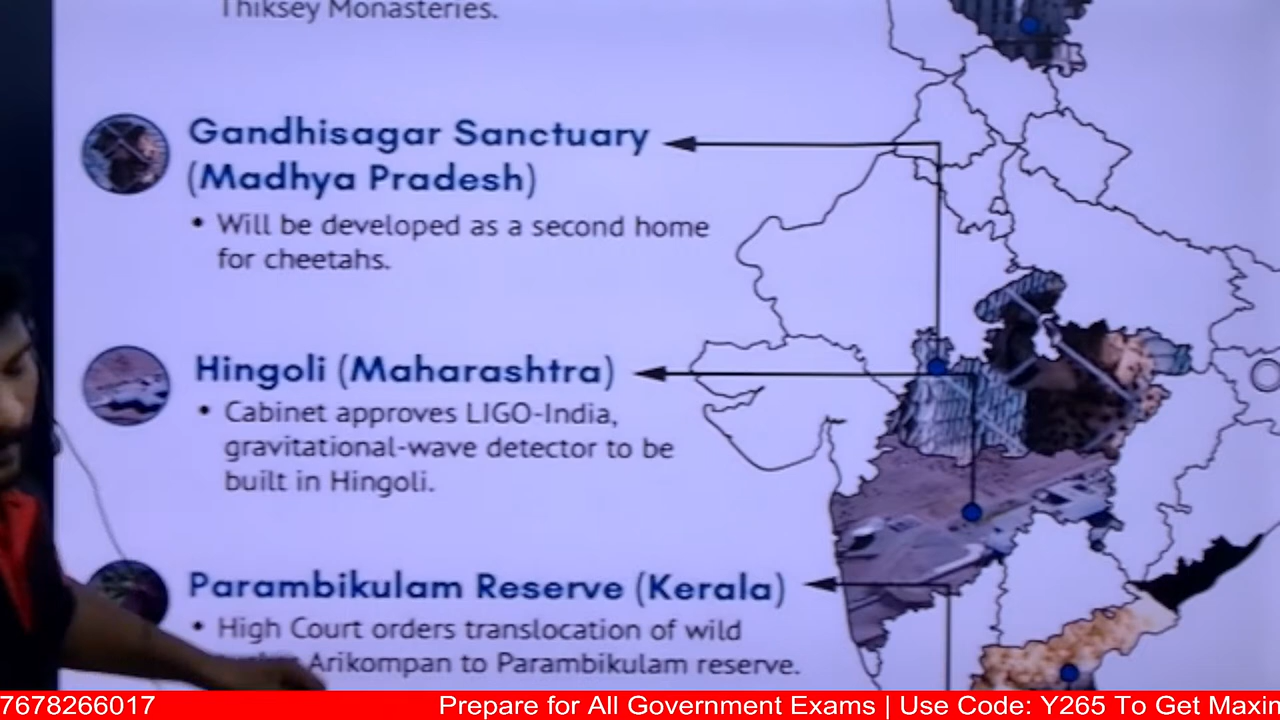 Thiksey Monasteries.
Gandhisagar Sanctuary
(Madhya Pradesh)
• Will be developed as a second home
for cheetahs.
Hingoli (Maharashtra)
• Cabinet approves LIGO-India,
gravitational-wave detector to be
built in Hingoli.
Parambikulam Reserve (Kerala)
• High Court orders translocation of wild
Arikompan to Parambikulam reserve.
7678266017 Prepare for All Government Exams | Use Code: Y265 To Get Maxin